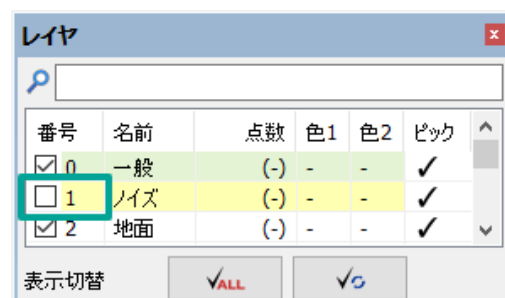 レイヤ
番号 名前 点数 色1 色2 ピック
0 一般 (-) - -
1 ノイズ (-) - -
2 地面 (-) - -
表示切替 ALL